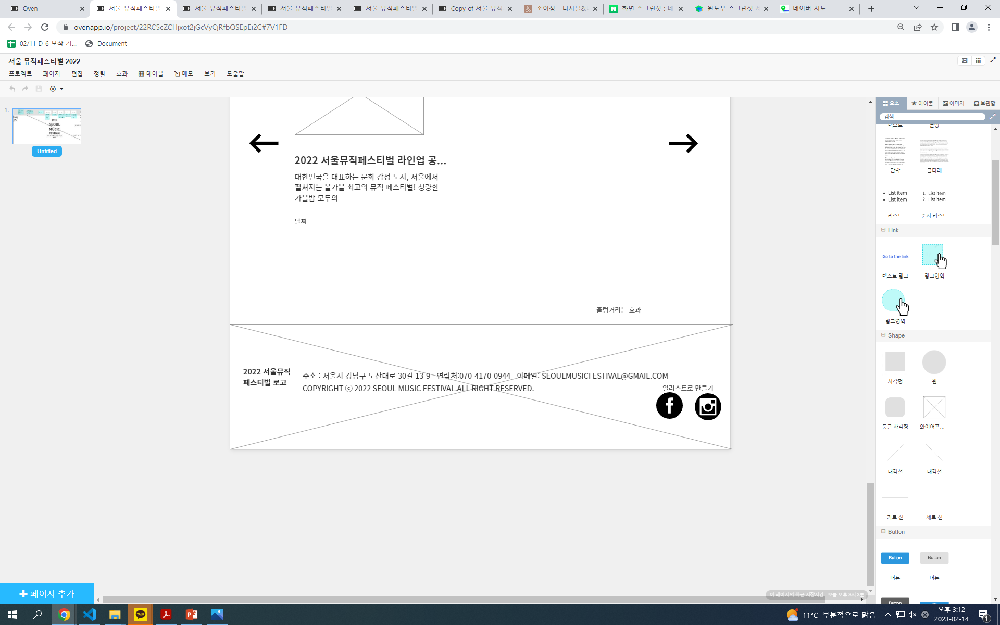 Oven
서울 뮤직페스티벌
서울 뮤직페스티벌
서울 뮤직페스티벌
서울 뮤직페스티벌
Copy of 서울 뮤직
소이정 - 디지털&
화면 스크린샷 : 네
윈도우 스크린샷
네이버 지도
ovenapp.io/project/22RC5cZCHjxot2jGcVyCjRfbQSEpEi2C#7V1FD
02/11 D-6 모작 기...
Document
서울 뮤직페스티벌 2022
프로젝트 페이지 편집 정렬 효과 테이블 메모 보기 도움말
요소 아이콘 이미지 보관함
검색
1.
2022
SEOUL
MUCIC
FESTIVAL
Untitled
2022 서울뮤직페스티벌 라인업 공...
대한민국을 대표하는 문화 감성 도시, 서울에서
펼쳐지는 올가을 최고의 뮤직 페스티벌! 청량한
가을밤 모두의
날짜
출렁거리는 효과
2022 서울뮤직
페스티벌 로고
주소 : 서울시 강남구 도산대로 30길 13-9 연락처:070-4170-0944 이메일: SEOULMUSICFESTIVAL@GMAIL.COM
COPYRIGHT ⓒ 2022 SEOUL MUSIC FESTIVAL.ALL RIGHT RESERVED.
일러스트로 만들기
텍스트 문장
단락 글타래
• List item
• List item
1. List item
2. List item
리스트 순서 리스트
Link
Go to the link
텍스트 링크 링크영역
링크영역
Shape
사각형 원
둥근 사각형 와이어프...
대각선 대각선
가로 선 세로 선
Button
Button Button
버튼 버튼
Button
페이지 추가
이 페이지의 최근 저장시간 : 오늘 오후 3시 3분
TALK
11°C 부분적으로 맑음
오후 3:12
2023-02-14
1